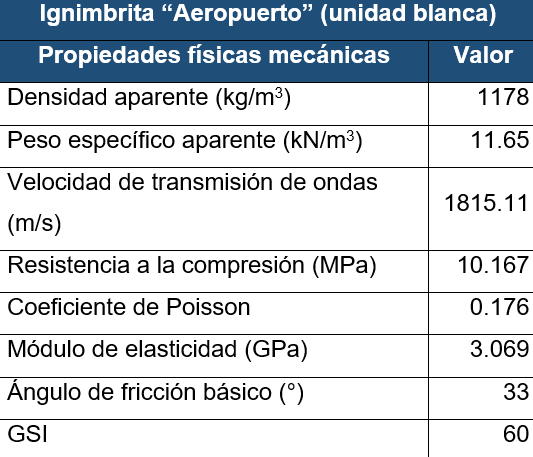 Ignimbrita “Aeropuerto” (unidad blanca)
Propiedades físicas mecánicas Valor
Densidad aparente (kg/m³) 1178
Peso específico aparente (kN/m³) 11.65
Velocidad de transmisión de ondas
(m/s) 1815.11
Resistencia a la compresión (MPa) 10.167
Coeficiente de Poisson 0.176
Módulo de elasticidad (GPa) 3.069
Ángulo de fricción básico (°) 33
GSI 60